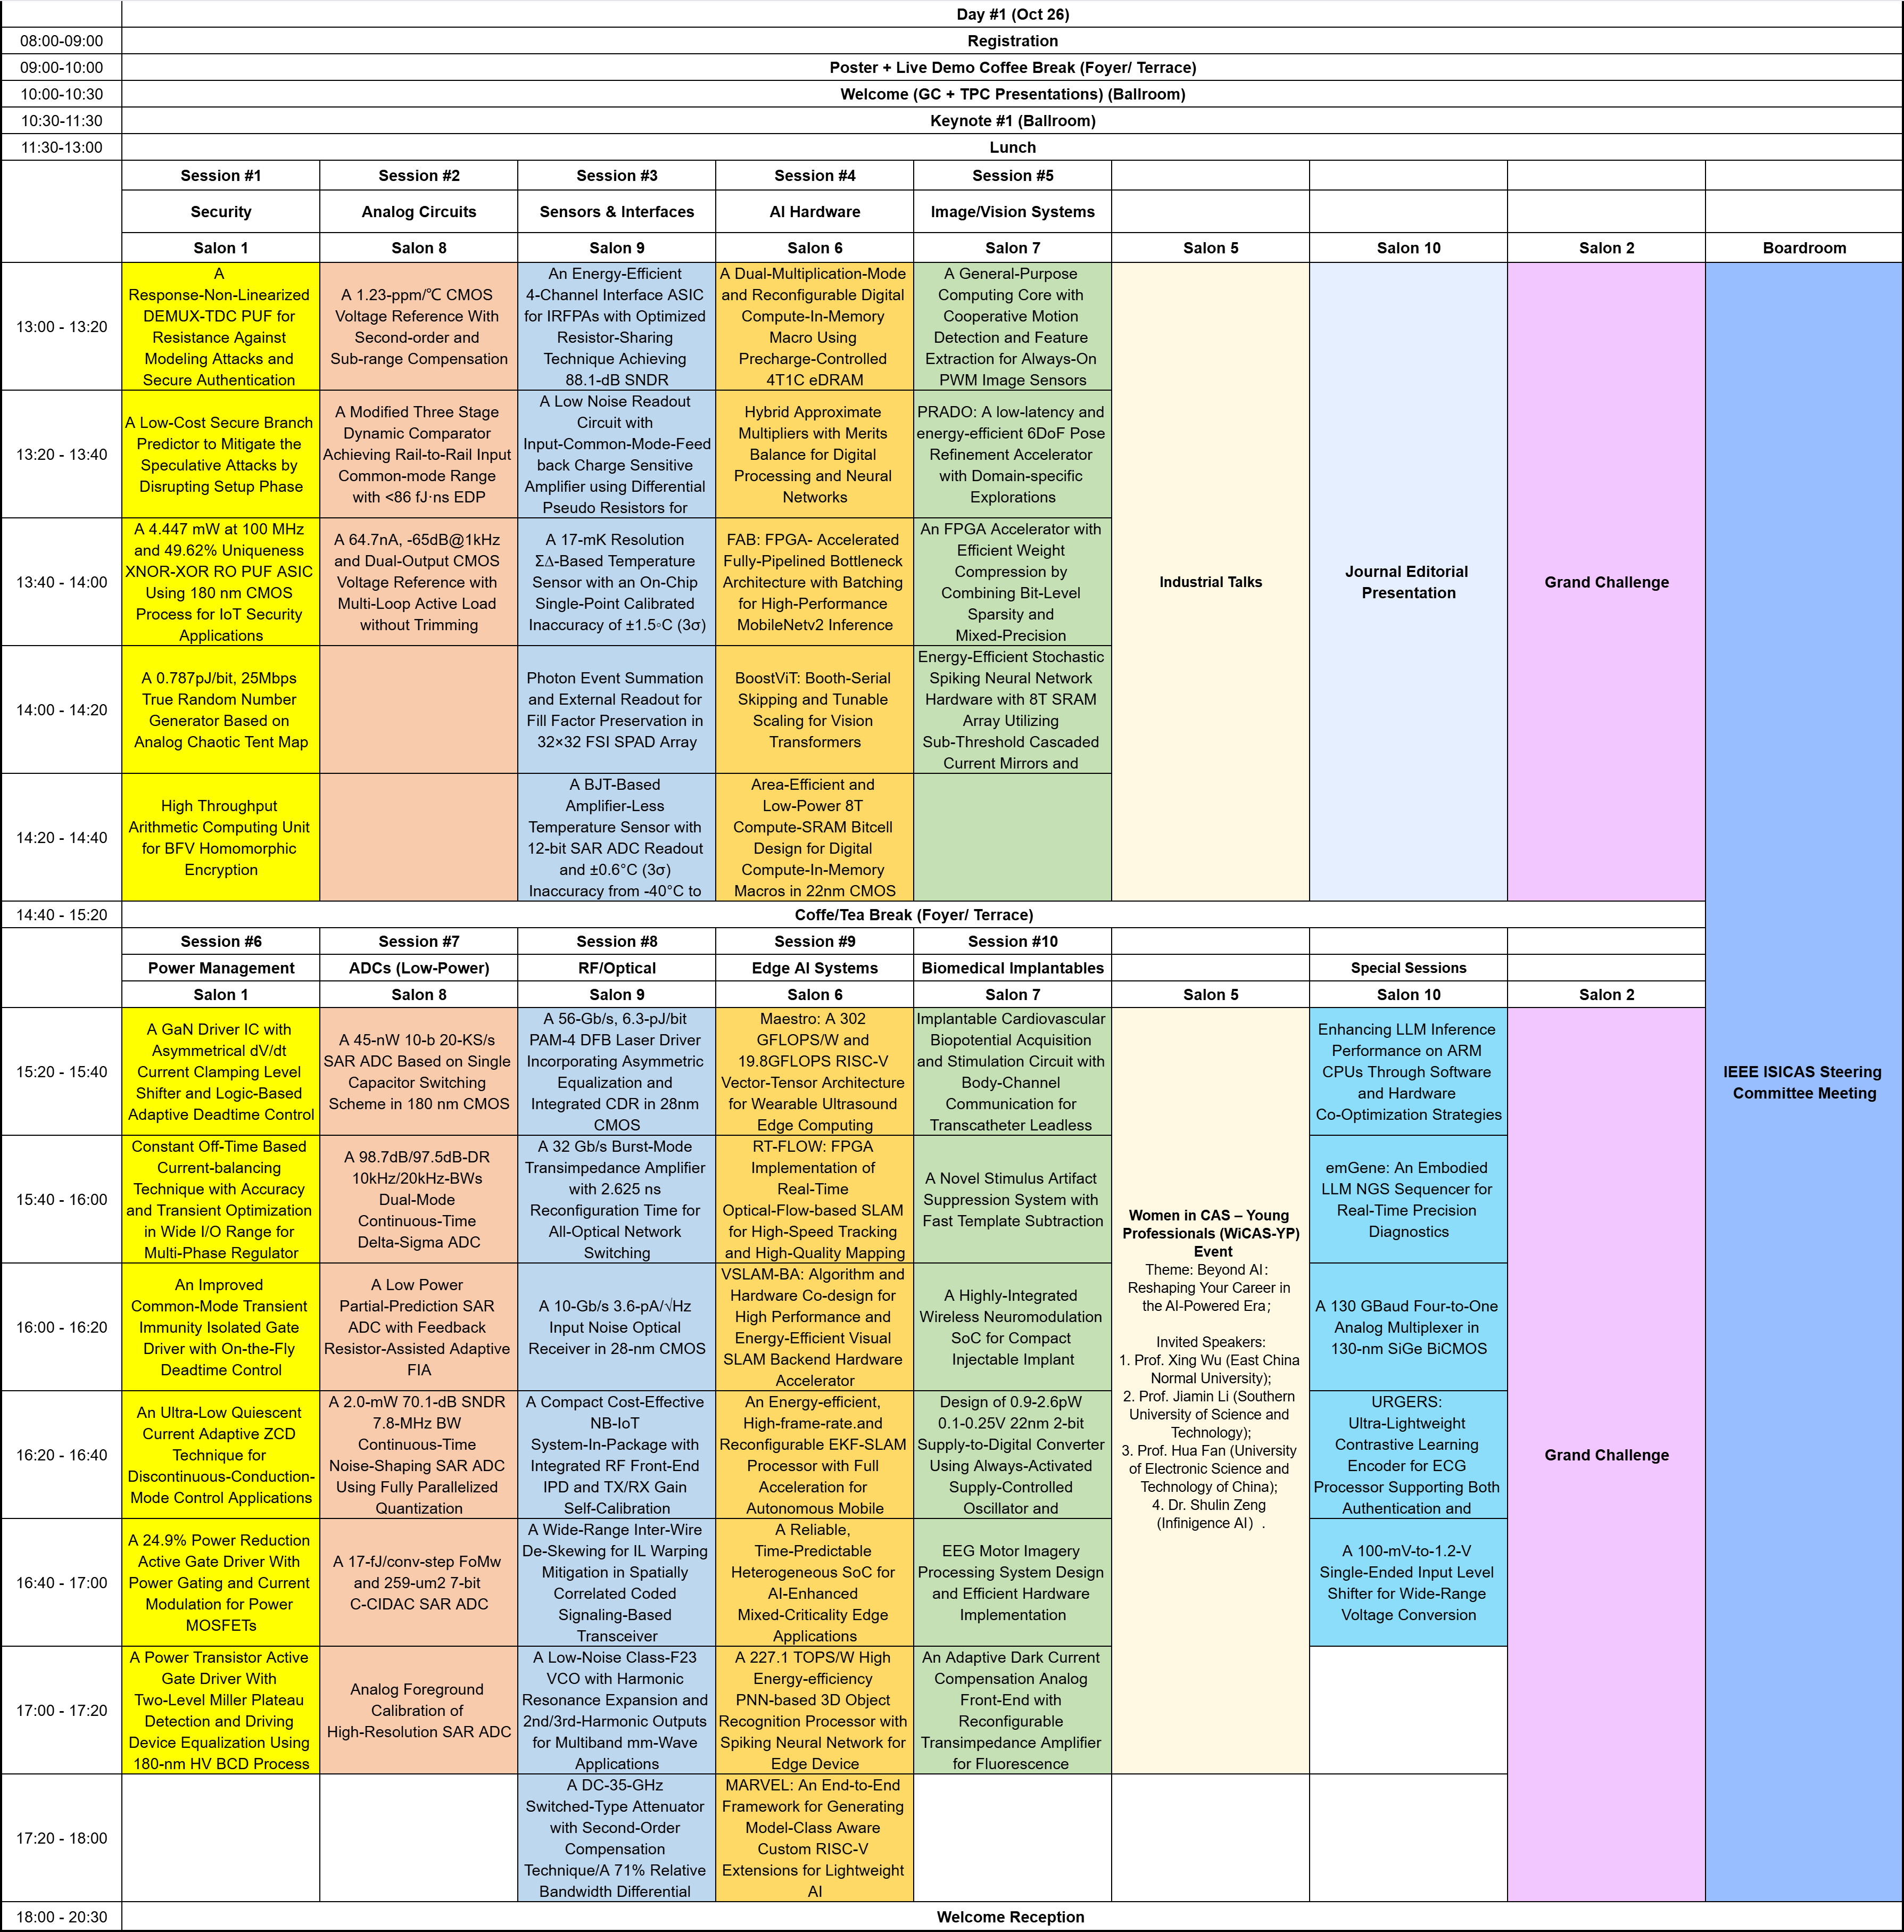 Day #1 (Oct 26)
08:00-09:00
Registration
09:00-10:00
Poster + Live Demo Coffee Break (Foyer/ Terrace)
10:00-10:30
Welcome (GC + TPC Presentations) (Ballroom)
10:30-11:30
Keynote #1 (Ballroom)
11:30-13:00
Lunch
Session #1
Session #2
Session #3
Session #4
Session #5
Security
Analog Circuits
Sensors & Interfaces
AI Hardware
Image/Vision Systems
Salon 1
Salon 8
Salon 9
Salon 6
Salon 7
Salon 5
Salon 10
Salon 2
Boardroom
13:00 - 13:20
A
Response-Non-Linearized
DEMUX-TDC PUF for
Resistance Against
Modeling Attacks and
Secure Authentication
A 1.23-ppm/℃ CMOS
Voltage Reference With
Second-order and
Sub-range Compensation
An Energy-Efficient
4-Channel Interface ASIC
for IRFPAs with Optimized
Resistor-Sharing
Technique Achieving
88.1-dB SNDR
A Dual-Multiplication-Mode
and Reconfigurable Digital
Compute-In-Memory
Macro Using
Precharge-Controlled
4T1C eDRAM
A General-Purpose
Computing Core with
Cooperative Motion
Detection and Feature
Extraction for Always-On
PWM Image Sensors
13:20 - 13:40
A Low-Cost Secure Branch
Predictor to Mitigate the
Speculative Attacks by
Disrupting Setup Phase
A Modified Three Stage
Dynamic Comparator
Achieving Rail-to-Rail Input
Common-mode Range
with <86 fJ·ns EDP
A Low Noise Readout
Circuit with
Input-Common-Mode-Feed
back Charge Sensitive
Amplifier using Differential
Pseudo Resistors for
Hybrid Approximate
Multipliers with Merits
Balance for Digital
Processing and Neural
Networks
PRADO: A low-latency and
energy-efficient 6DoF Pose
Refinement Accelerator
with Domain-specific
Explorations
13:40 - 14:00
A 4.447 mW at 100 MHz
and 49.62% Uniqueness
XNOR-XOR RO PUF ASIC
Using 180 nm CMOS
Process for IoT Security
Applications
A 64.7nA, -65dB@1kHz
and Dual-Output CMOS
Voltage Reference with
Multi-Loop Active Load
without Trimming
A 17-mK Resolution
ΣΔ-Based Temperature
Sensor with an On-Chip
Single-Point Calibrated
Inaccuracy of ±1.5◦C (3σ)
FAB: FPGA- Accelerated
Fully-Pipelined Bottleneck
Architecture with Batching
for High-Performance
MobileNetv2 Inference
An FPGA Accelerator with
Efficient Weight
Compression by
Combining Bit-Level
Sparsity and
Mixed-Precision
Industrial Talks
Journal Editorial
Presentation
Grand Challenge
14:00 - 14:20
A 0.787pJ/bit, 25Mbps
True Random Number
Generator Based on
Analog Chaotic Tent Map
Photon Event Summation
and External Readout for
Fill Factor Preservation in
32×32 FSI SPAD Array
BoostViT: Booth-Serial
Skipping and Tunable
Scaling for Vision
Transformers
Energy-Efficient Stochastic
Spiking Neural Network
Hardware with 8T SRAM
Array Utilizing
Sub-Threshold Cascaded
Current Mirrors and
14:20 - 14:40
High Throughput
Arithmetic Computing Unit
for BFV Homomorphic
Encryption
A BJT-Based
Amplifier-Less
Temperature Sensor with
12-bit SAR ADC Readout
and ±0.6°C (3σ)
Inaccuracy from -40°C to
Area-Efficient and
Low-Power 8T
Compute-SRAM Bitcell
Design for Digital
Compute-In-Memory
Macros in 22nm CMOS
14:40 - 15:20
Coffe/Tea Break (Foyer/ Terrace)
Session #6
Session #7
Session #8
Session #9
Session #10
Power Management
ADCs (Low-Power)
RF/Optical
Edge AI Systems
Biomedical Implantables
Special Sessions
Salon 1
Salon 8
Salon 9
Salon 6
Salon 7
Salon 5
Salon 10
Salon 2
15:20 - 15:40
A GaN Driver IC with
Asymmetrical dV/dt
Current Clamping Level
Shifter and Logic-Based
Adaptive Deadtime Control
A 45-nW 10-b 20-KS/s
SAR ADC Based on Single
Capacitor Switching
Scheme in 180 nm CMOS
A 56-Gb/s, 6.3-pJ/bit
PAM-4 DFB Laser Driver
Incorporating Asymmetric
Equalization and
Integrated CDR in 28nm
CMOS
Maestro: A 302
GFLOPS/W and
19.8GFLOPS RISC-V
Vector-Tensor Architecture
for Wearable Ultrasound
Edge Computing
Implantable Cardiovascular
Biopotential Acquisition
and Stimulation Circuit with
Body-Channel
Communication for
Transcatheter Leadless
Enhancing LLM Inference
Performance on ARM
CPUs Through Software
and Hardware
Co-Optimization Strategies
IEEE ISICAS Steering
Committee Meeting
15:40 - 16:00
Constant Off-Time Based
Current-balancing
Technique with Accuracy
and Transient Optimization
in Wide I/O Range for
Multi-Phase Regulator
A 98.7dB/97.5dB-DR
10kHz/20kHz-BWs
Dual-Mode
Continuous-Time
Delta-Sigma ADC
A 32 Gb/s Burst-Mode
Transimpedance Amplifier
with 2.625 ns
Reconfiguration Time for
All-Optical Network
Switching
RT-FLOW: FPGA
Implementation of
Real-Time
Optical-Flow-based SLAM
for High-Speed Tracking
and High-Quality Mapping
A Novel Stimulus Artifact
Suppression System with
Fast Template Subtraction
emGene: An Embodied
LLM NGS Sequencer for
Real-Time Precision
Diagnostics
Women in CAS – Young
Professionals (WiCAS-YP)
Event
Theme: Beyond AI:
Reshaping Your Career in
the AI-Powered Era;
Invited Speakers:
1. Prof. Xing Wu (East China
Normal University);
2. Prof. Jiamin Li (Southern
University of Science and
Technology);
3. Prof. Hua Fan (University
of Electronic Science and
Technology of China);
4. Dr. Shulin Zeng
(Infinigence AI) .
16:00 - 16:20
An Improved
Common-Mode Transient
Immunity Isolated Gate
Driver with On-the-Fly
Deadtime Control
A Low Power
Partial-Prediction SAR
ADC with Feedback
Resistor-Assisted Adaptive
FIA
A 10-Gb/s 3.6-pA/√Hz
Input Noise Optical
Receiver in 28-nm CMOS
VSLAM-BA: Algorithm and
Hardware Co-design for
High Performance and
Energy-Efficient Visual
SLAM Backend Hardware
Accelerator
A Highly-Integrated
Wireless Neuromodulation
SoC for Compact
Injectable Implant
A 130 GBaud Four-to-One
Analog Multiplexer in
130-nm SiGe BiCMOS
16:20 - 16:40
An Ultra-Low Quiescent
Current Adaptive ZCD
Technique for
Discontinuous-Conduction-
Mode Control Applications
A 2.0-mW 70.1-dB SNDR
7.8-MHz BW
Continuous-Time
Noise-Shaping SAR ADC
Using Fully Parallelized
Quantization
A Compact Cost-Effective
NB-IoT
System-In-Package with
Integrated RF Front-End
IPD and TX/RX Gain
Self-Calibration
An Energy-efficient,
High-frame-rate.and
Reconfigurable EKF-SLAM
Processor with Full
Acceleration for
Autonomous Mobile
Design of 0.9-2.6pW
0.1-0.25V 22nm 2-bit
Supply-to-Digital Converter
Using Always-Activated
Supply-Controlled
Oscillator and
URGERS:
Ultra-Lightweight
Contrastive Learning
Encoder for ECG
Processor Supporting Both
Authentication and
Grand Challenge
16:40 - 17:00
A 24.9% Power Reduction
Active Gate Driver With
Power Gating and Current
Modulation for Power
MOSFETs
A 17-fJ/conv-step FoMw
and 259-um2 7-bit
C-CIDAC SAR ADC
A Wide-Range Inter-Wire
De-Skewing for IL Warping
Mitigation in Spatially
Correlated Coded
Signaling-Based
Transceiver
A Reliable,
Time-Predictable
Heterogeneous SoC for
AI-Enhanced
Mixed-Criticality Edge
Applications
EEG Motor Imagery
Processing System Design
and Efficient Hardware
Implementation
A 100-mV-to-1.2-V
Single-Ended Input Level
Shifter for Wide-Range
Voltage Conversion
17:00 - 17:20
A Power Transistor Active
Gate Driver With
Two-Level Miller Plateau
Detection and Driving
Device Equalization Using
180-nm HV BCD Process
Analog Foreground
Calibration of
High-Resolution SAR ADC
A Low-Noise Class-F23
VCO with Harmonic
Resonance Expansion and
2nd/3rd-Harmonic Outputs
for Multiband mm-Wave
Applications
A 227.1 TOPS/W High
Energy-efficiency
PNN-based 3D Object
Recognition Processor with
Spiking Neural Network for
Edge Device
An Adaptive Dark Current
Compensation Analog
Front-End with
Reconfigurable
Transimpedance Amplifier
for Fluorescence
17:20 - 18:00
A DC-35-GHz
Switched-Type Attenuator
with Second-Order
Compensation
Technique/A 71% Relative
Bandwidth Differential
MARVEL: An End-to-End
Framework for Generating
Model-Class Aware
Custom RISC-V
Extensions for Lightweight
AI
18:00 - 20:30
Welcome Reception